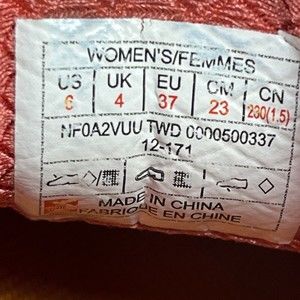 WOMEN'S/FEMMES
US UK EU CM CN
6 4 37 23 230(1.5)
NF0A2VUU TWD 0000500337
12-171
MADE IN CHINA
FABRIQUE EN CHINE